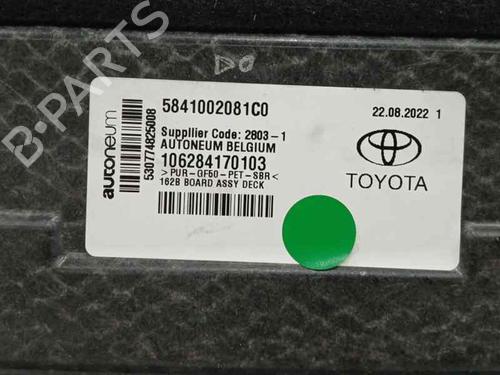 DO
autoneum
530774825008
5841002081C0
22.08.2022 1
Supplier Code: 2803-1
AUTONEUM BELGIUM
106284170103
>PUR-GF50-PET-SBR<
162B BOARD ASSY DECK
TOYOTA
B-PARTS